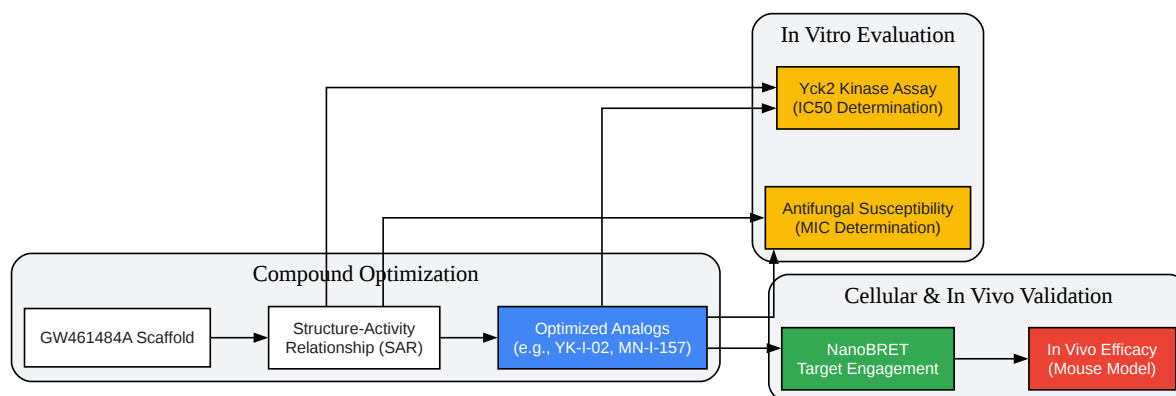 In Vitro Evaluation
Yck2 Kinase Assay
(IC50 Determination)
Antifungal Susceptibility
(MIC Determination)
Compound Optimization
GW461484A Scaffold
Structure-Activity
Relationship (SAR)
Optimized Analogs
(e.g., YK-I-02, MN-I-157)
Cellular & In Vivo Validation
NanoBRET
Target Engagement
In Vivo Efficacy
(Mouse Model)